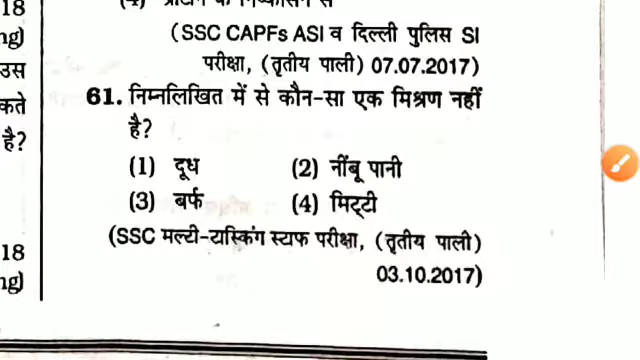 18
ng)
उस
कते
है?
18
ng)
(SSC CAPFs ASI व दिल्ली पुलिस SI
परीक्षा, (तृतीय पाली) 07.07.2017)
61. निम्नलिखित में से कौन-सा एक मिश्रण नहीं
है?
(1) दूध (2) नींबू पानी
(3) बर्फ (4) मिट्टी
(SSC मल्टी-टास्किंग स्टाफ परीक्षा, (तृतीय पाली)
03.10.2017)